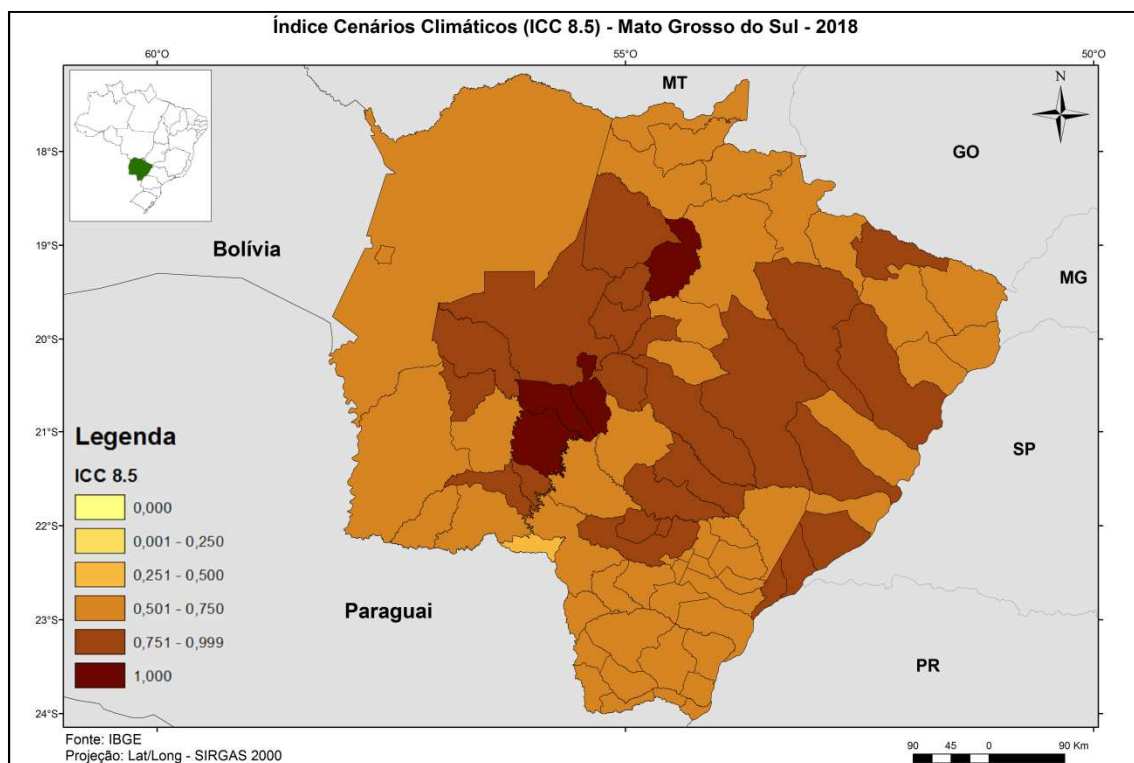 Índice Cenários Climáticos (ICC 8.5) - Mato Grosso do Sul - 2018
60°O
55°O
50°O
MT
N
GO
18°S
Bolívia
19°S
MG
20°S
21°S
Legenda
SP
ICC 8.5
0,000
22°S
0,001 - 0,250
0,251 - 0,500
0,501 - 0,750
Paraguai
23°S
0,751 - 0,999
PR
1,000
24°S
Fonte: IBGE
Projeção: Lat/Long - SIRGAS 2000
90 45 0 90 Km